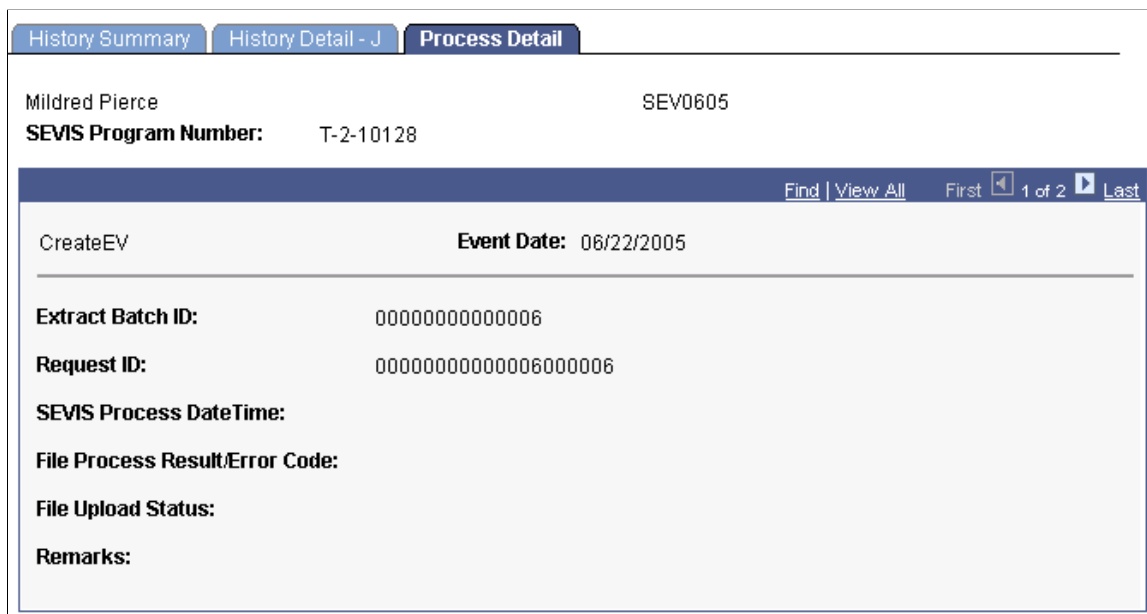 History Summary History Detail - J Process Detail
Mildred Pierce SEV0605
SEVIS Program Number: T-2-10128
Find | View All First 1 of 2 Last
CreateEV Event Date: 06/22/2005
Extract Batch ID: 00000000000006
Request ID: 00000000000006000006
SEVIS Process DateTime:
File Process Result/Error Code:
File Upload Status:
Remarks: